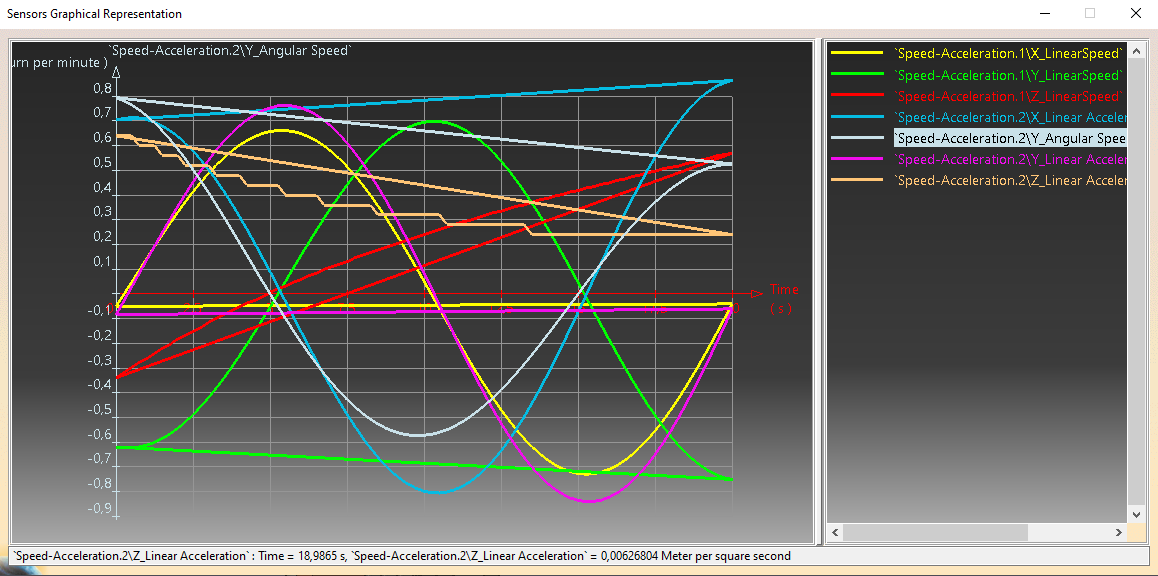 Sensors Graphical Representation
`Speed-Acceleration.2\Y_Angular Speed`
urn per minute )
0,8
0,7
0,6
0,5
0,4
0,3
0,2
0,1
-0,1
-0,2
-0,3
-0,4
-0,5
-0,6
-0,7
-0,8
-0,9
Time
( s )
`Speed-Acceleration.1\X_LinearSpeed`
`Speed-Acceleration.1\Y_LinearSpeed`
`Speed-Acceleration.1\Z_LinearSpeed`
`Speed-Acceleration.2\X_Linear Acceler
`Speed-Acceleration.2\Y_Angular Spee
`Speed-Acceleration.2\Y_Linear Acceler
`Speed-Acceleration.2\Z_Linear Acceler
`Speed-Acceleration.2\Z_Linear Acceleration` : Time = 18,9865 s, `Speed-Acceleration.2\Z_Linear Acceleration` = 0,00626804 Meter per square second